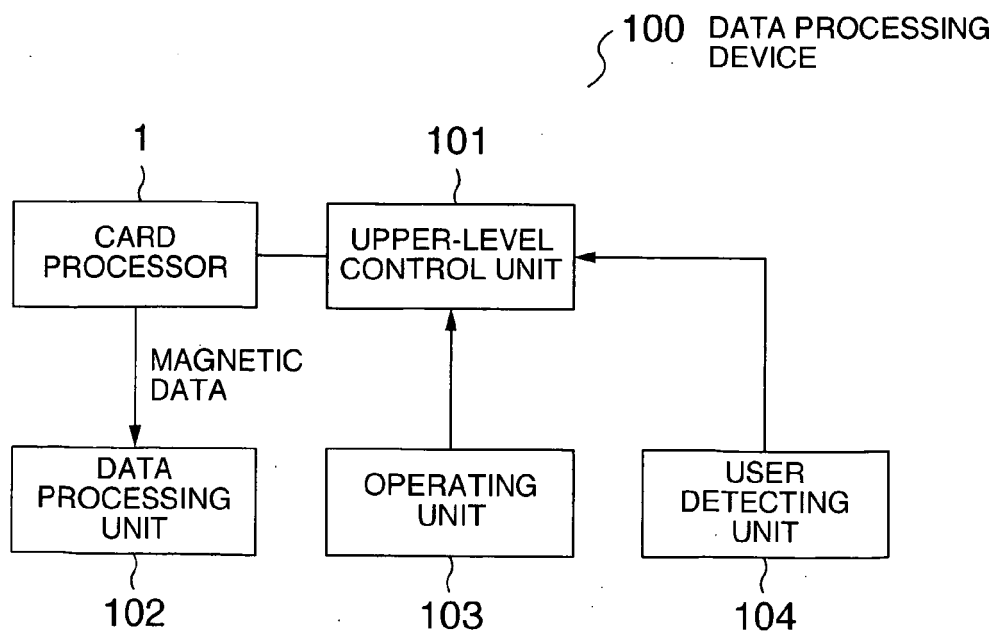 100 DATA PROCESSING
DEVICE
1
101
CARD
PROCESSOR
UPPER-LEVEL
CONTROL UNIT
MAGNETIC
DATA
DATA
PROCESSING
UNIT
OPERATING
UNIT
USER
DETECTING
UNIT
102
103
104